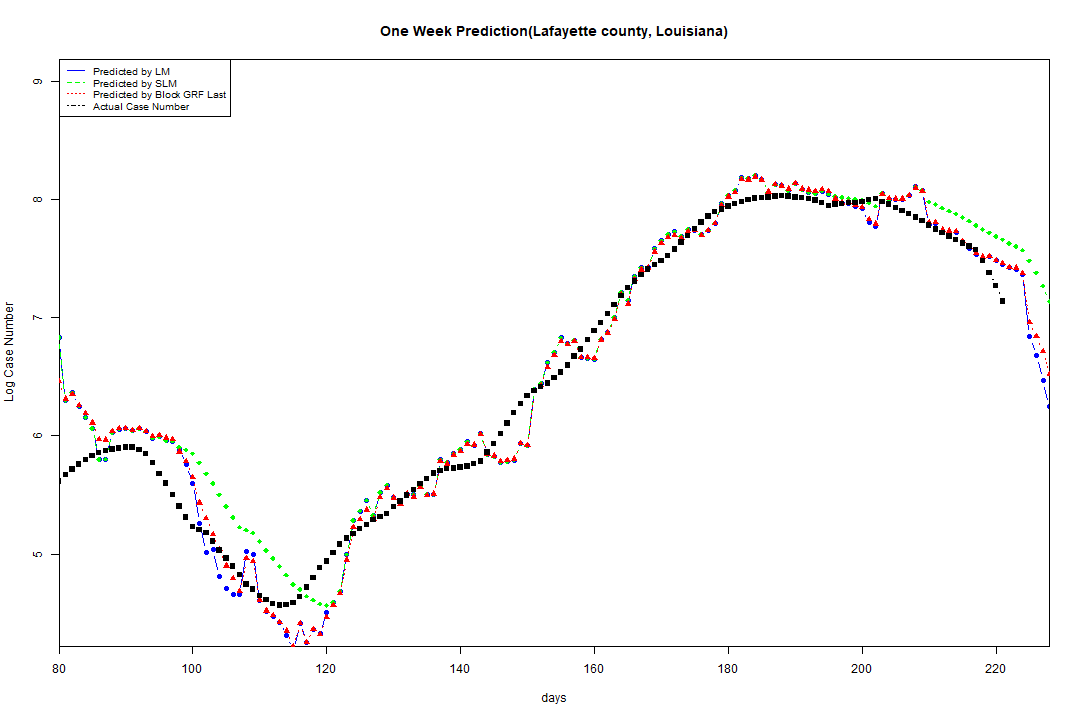 One Week Prediction(Lafayette county, Louisiana)
Predicted by LM
Predicted by SLM
Predicted by Block GRF Last
Actual Case Number
9
8
7
6
5
Log Case Number
80 100 120 140 160 180 200 220
days